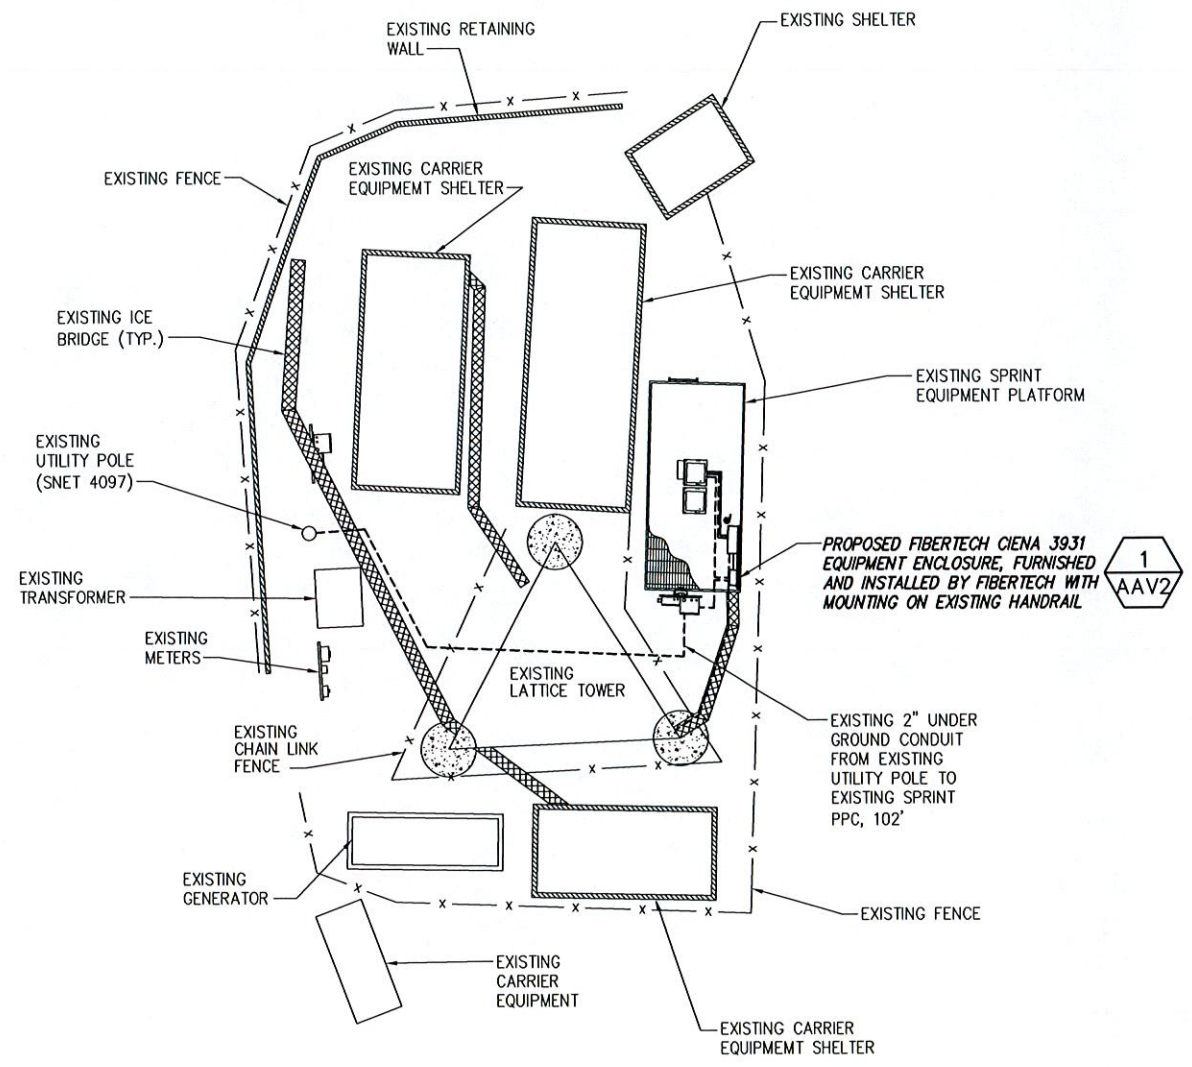 EXISTING SHELTER
EXISTING RETAINING
WALL
EXISTING CARRIER
EQUIPMEMT SHELTER
EXISTING FENCE
EXISTING CARRIER
EQUIPMEMT SHELTER
EXISTING ICE
BRIDGE (TYP.)
EXISTING SPRINT
EQUIPMENT PLATFORM
EXISTING
UTILITY POLE
(SNET 4097)
PROPOSED FIBERTECH CIENA 3931
EQUIPMENT ENCLOSURE, FURNISHED
AND INSTALLED BY FIBERTECH WITH
MOUNTING ON EXISTING HANDRAIL
1
AAV2
EXISTING
TRANSFORMER
EXISTING
METERS
EXISTING
LATTICE TOWER
EXISTING
CHAIN LINK
FENCE
EXISTING 2" UNDER
GROUND CONDUIT
FROM EXISTING
UTILITY POLE TO
EXISTING SPRINT
PPC, 102'
EXISTING
GENERATOR
EXISTING FENCE
EXISTING
CARRIER
EQUIPMENT
EXISTING CARRIER
EQUIPMEMT SHELTER